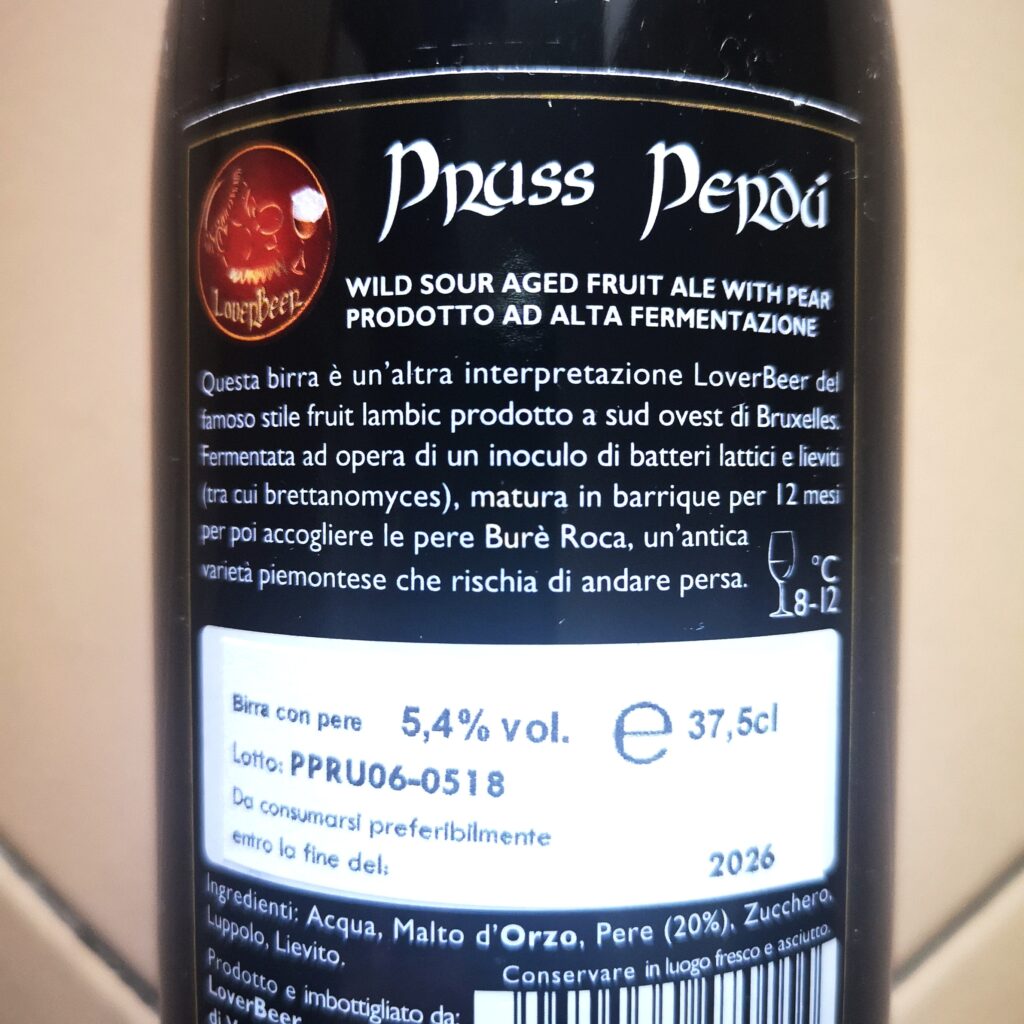 Pruss Perdú
LoverBeer
WILD SOUR AGED FRUIT ALE WITH PEAR
PRODOTTO AD ALTA FERMENTAZIONE
Questa birra è un'altra interpretazione LoverBeer del
famoso stile fruit lambic prodotto a sud ovest di Bruxelles.
Fermentata ad opera di un inoculo di batteri lattici e lieviti
(tra cui brettanomyces), matura in barrique per 12 mesi
per poi accogliere le pere Burè Roca, un'antica
varietà piemontese che rischia di andare persa.
°C
8-12
Birra con pere 5,4% vol. e 37,5cl
Lotto: PPRU06-0518
Da consumarsi preferibilmente
entro la fine del: 2026
Ingredienti: Acqua, Malto d'Orzo, Pere (20%), Zucchero,
Luppolo, Lievito.
Conservare in luogo fresco e asciutto.
Prodotto e imbottigliato da:
LoverBeer